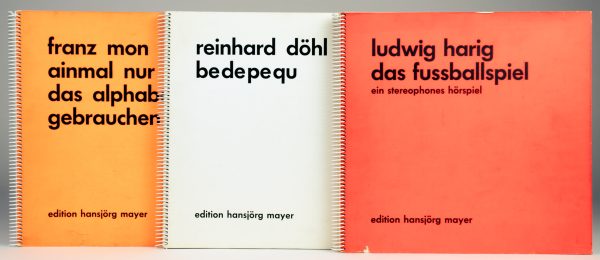 franz mon
ainmal nur
das alphab
gebrauchen
edition hansjörg mayer
reinhard döhl
bedepequ
edition hansjörg mayer
ludwig harig
das fussballspiel
ein stereophones hörspiel
edition hansjörg mayer